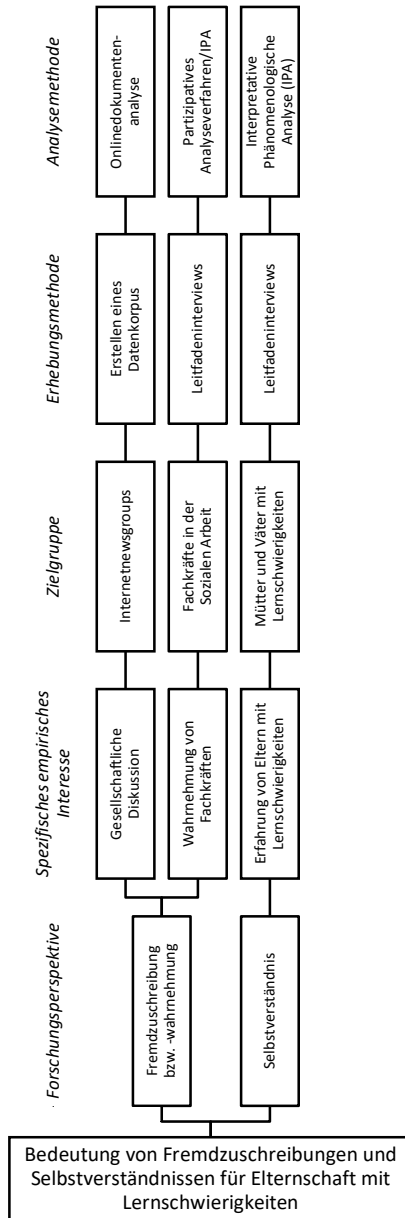 Bedeutung von Fremdzuschreibungen und
Selbstverständnissen für Elternschaft mit
Lernschwierigkeiten
Forschungsperspektive
Fremdzuschreibung
bzw. -wahrnehmung
Selbstverständnis
Spezifisches empirisches
Interesse
Gesellschaftliche
Diskussion
Wahrnehmung von
Fachkräften
Erfahrung von Eltern mit
Lernschwierigkeiten
Zielgruppe
Internetnewsgroups
Fachkräfte in der
Sozialen Arbeit
Mütter und Väter mit
Lernschwierigkeiten
Erhebungsmethode
Erstellen eines
Datenkorpus
Leitfadeninterviews
Leitfadeninterviews
Analysemethode
Onlinedokumenten-
analyse
Partizipatives
Analyseverfahren/IPA
Interpretative
Phänomenologische
Analyse (IPA)